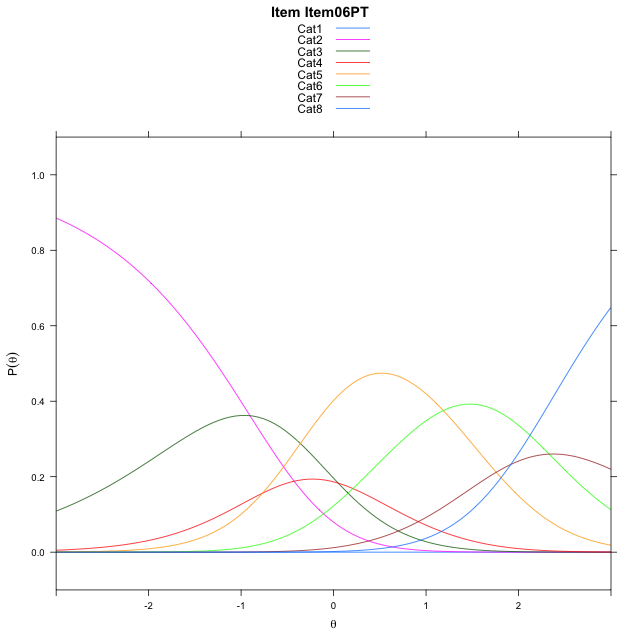 Item Item06PT
Cat1
Cat2
Cat3
Cat4
Cat5
Cat6
Cat7
Cat8
1.0
0.8
0.6
0.4
0.2
0.0
P(θ)
-2 -1 0 1 2
θ